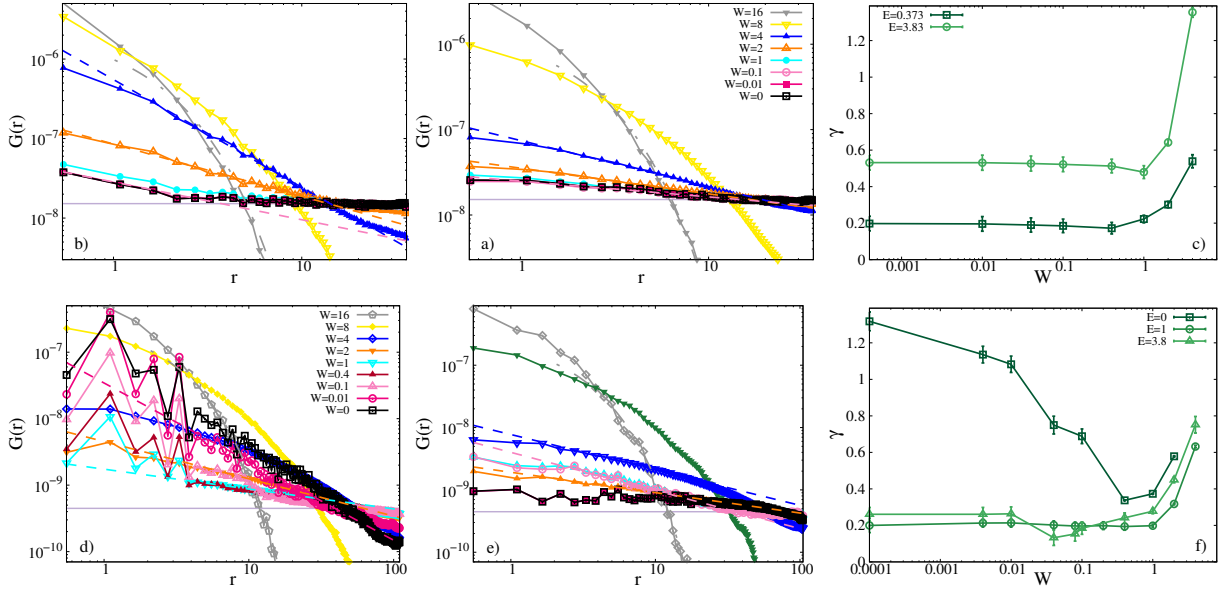 G(r)
10⁻⁶
10⁻⁷
10⁻⁸
b)
1
10
r
G(r)
10⁻⁶
10⁻⁷
10⁻⁸
W=16
W=8
W=4
W=2
W=1
W=0.1
W=0.01
W=0
a)
1
10
r
γ
1.2
1
0.8
0.6
0.4
0.2
0
E=0.373
E=3.83
c)
0.001
0.01
0.1
1
W
G(r)
10⁻⁷
10⁻⁸
10⁻⁹
10⁻¹⁰
W=16
W=8
W=4
W=2
W=1
W=0.4
W=0.1
W=0.01
W=0
d)
1
10
100
r
G(r)
10⁻⁷
10⁻⁸
10⁻⁹
10⁻¹⁰
e)
1
10
100
r
γ
1.2
1
0.8
0.6
0.4
0.2
0
E=0
E=1
E=3.8
f)
0.0001
0.001
0.01
0.1
1
W